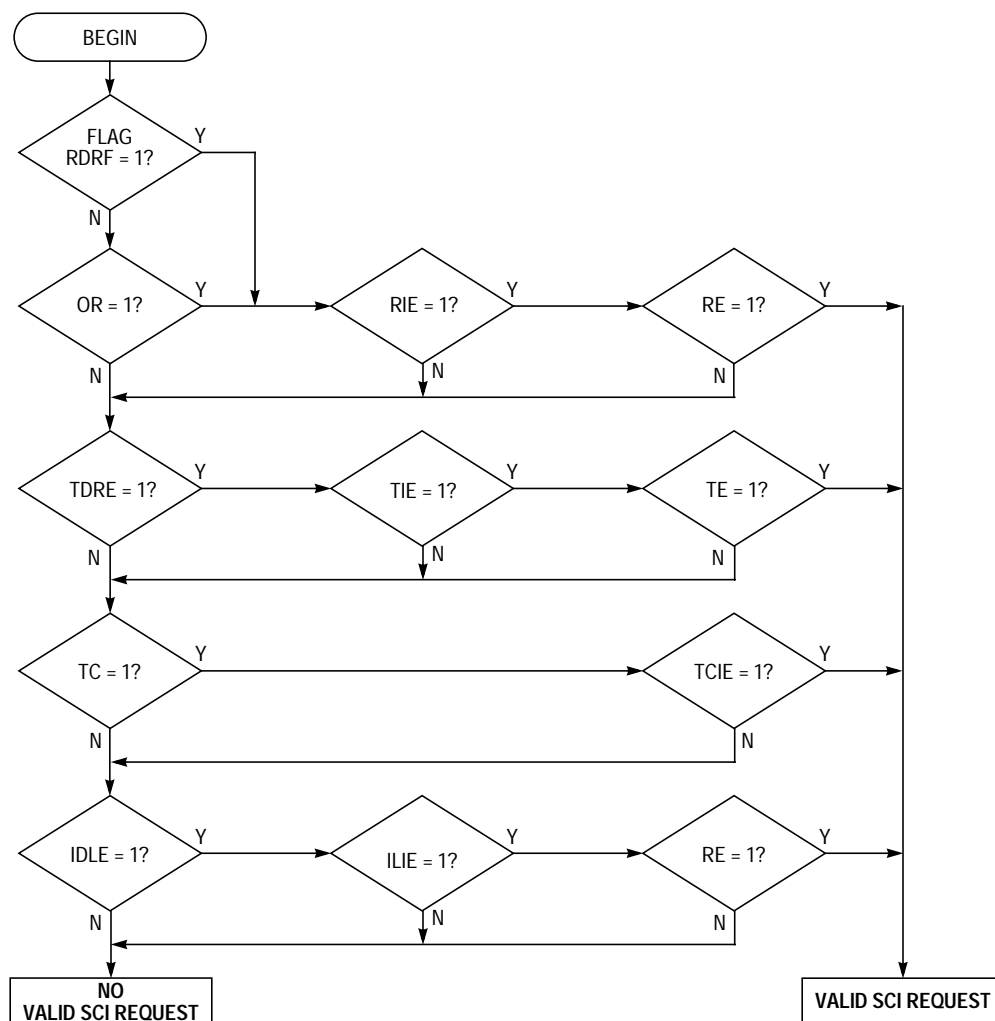 BEGIN
FLAG
RDRF = 1?
Y
N
OR = 1?
Y
RIE = 1?
Y
RE = 1?
Y
N
N
N
TDRE = 1?
Y
TIE = 1?
Y
TE = 1?
Y
N
N
N
TC = 1?
Y
TCIE = 1?
Y
N
N
IDLE = 1?
Y
ILIE = 1?
Y
RE = 1?
Y
N
N
N
NO
VALID SCI REQUEST
VALID SCI REQUEST